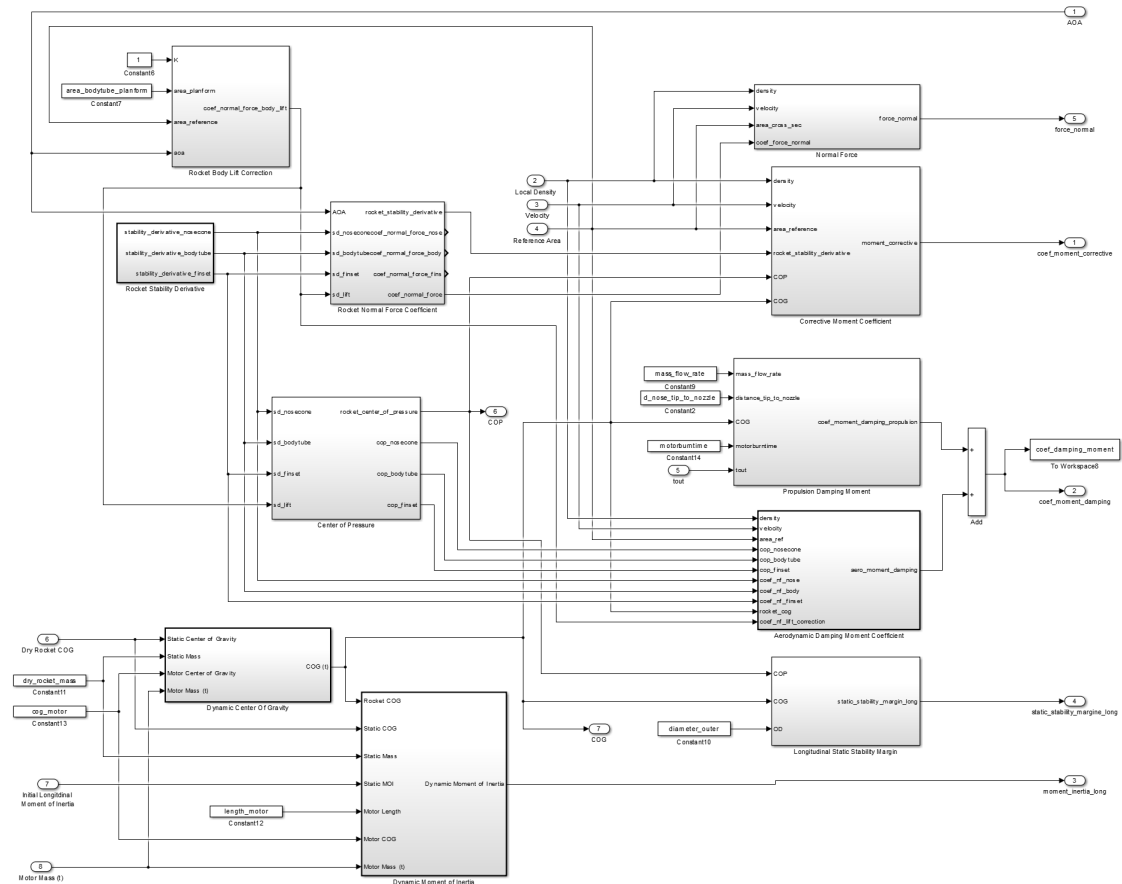 1
AOA
1
Constant6
area_bodytube_planform
Constant7
K
area_planform
area_reference
aoa
coef_normal_force_body_lift
Rocket Body Lift Correction
density
velocity
area_cross_sec
coef_force_normal
force_normal
Normal Force
5
force_normal
2
Local Density
3
Velocity
4
Reference Area
density
velocity
area_reference
rocket_stability_derivative
COP
COG
moment_corrective
Corrective Moment Coefficient
1
coef_moment_corrective
stability_derivative_nosecone
stability_derivative_bodytube
stability_derivative_finset
Rocket Stability Derivative
AOA
rocket_stability_derivative
sd_nosecone
coef_normal_force_nose
sd_bodytube
coef_normal_force_body
sd_finset
coef_normal_force_fins
sd_lift
coef_normal_force
Rocket Normal Force Coefficient
mass_flow_rate
Constant9
d_nose_tip_to_nozzle
Constant2
motorburntime
Constant14
5
tout
mass_flow_rate
distance_tip_to_nozzle
COG
motorburntime
tout
coef_moment_damping_propulsion
Propulsion Damping Moment
+
+
Add
coef_damping_moment
To Workspace8
2
coef_moment_damping
sd_nosecone
sd_bodytube
sd_finset
sd_lift
rocket_center_of_pressure
cop_nosecone
cop_bodytube
cop_finset
Center of Pressure
6
COP
density
velocity
area_ref
cop_nosecone
cop_bodytube
cop_finset
coef_nf_nose
coef_nf_body
coef_nf_finset
rocket_cog
coef_nf_lift_correction
aero_moment_damping
Aerodynamic Damping Moment Coefficient
6
Dry Rocket COG
dry_rocket_mass
Constant11
cog_motor
Constant13
Static Center of Gravity
Static Mass
Motor Center of Gravity
Motor Mass (t)
COG (t)
Dynamic Center Of Gravity
COP
COG
OD
static_stability_margin_long
Longitudinal Static Stability Margin
diameter_outer
Constant10
4
static_stability_margine_long
7
COG
7
Initial Longitdinal
Moment of Inertia
length_motor
Constant12
8
Motor Mass (t)
Rocket COG
Static COG
Static Mass
Static MOI
Motor Length
Motor COG
Motor Mass (t)
Dynamic Moment of Inertia
Dynamic Moment of Inertia
3
moment_inertia_long